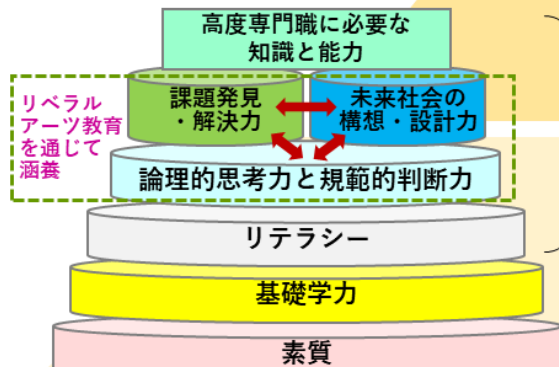 高度専門職に必要な
知識と能力
リベラル
アーツ教育
を通じて
涵養
課題発見
・解決力
未来社会の
構想・設計力
論理的思考力と規範的判断力
リテラシー
基礎学力
素質